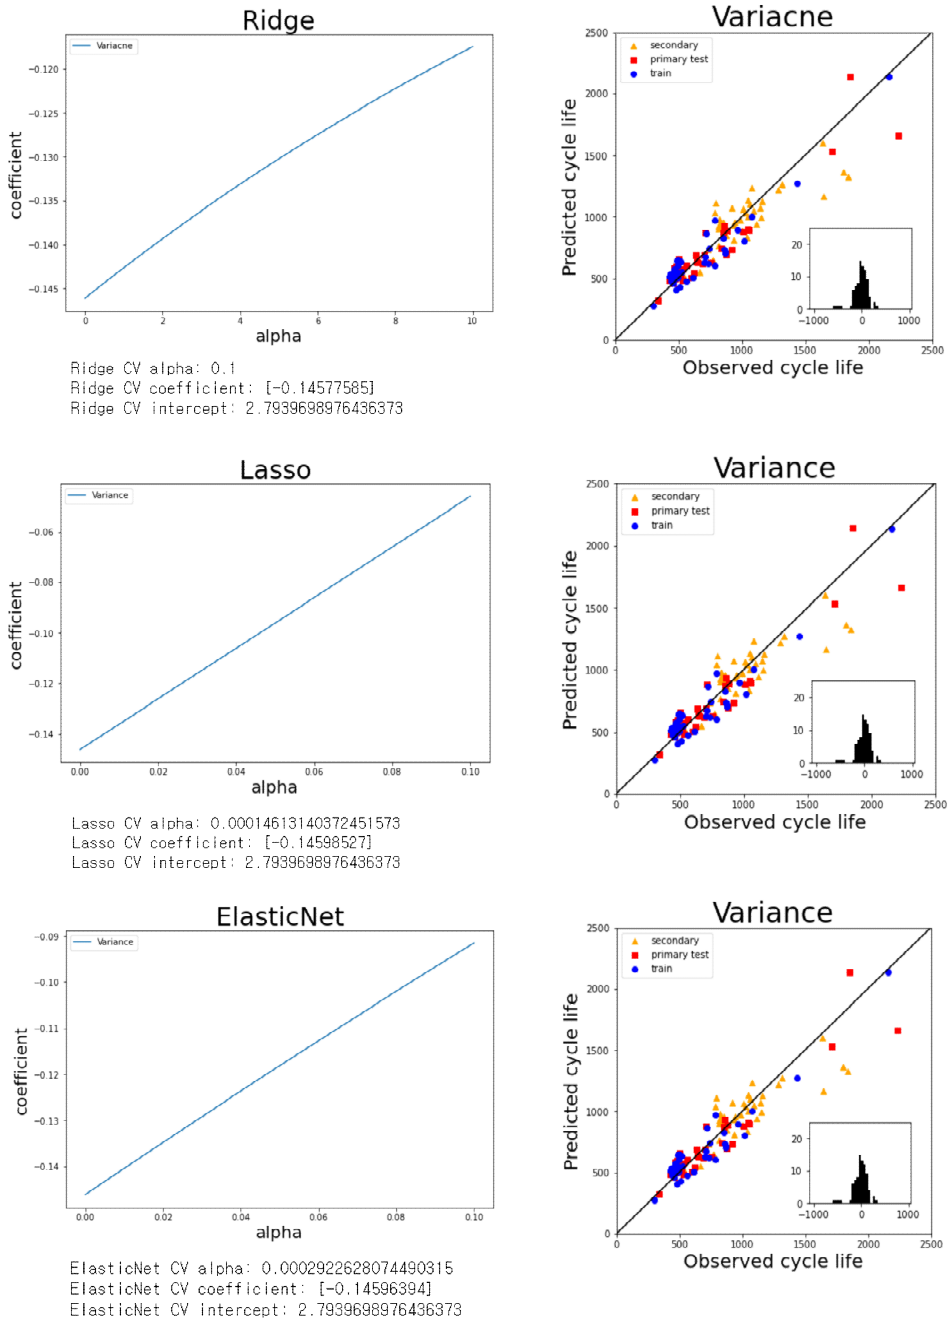 Ridge
Variacne
coefficient
−0.120
−0.125
−0.130
−0.135
−0.140
−0.145
0 2 4 6 8 10
alpha
Ridge CV alpha: 0.1
Ridge CV coefficient: [-0.14577585]
Ridge CV intercept: 2.7939698976436373
Variacne
secondary
primary test
train
Predicted cycle life
2500
2000
1500
1000
500
0
20
10
0
−1000 0 1000
0 500 1000 1500 2000 2500
Observed cycle life
Lasso
Variance
coefficient
−0.06
−0.08
−0.10
−0.12
−0.14
0.00 0.02 0.04 0.06 0.08 0.10
alpha
Lasso CV alpha: 0.00014613140372451573
Lasso CV coefficient: [-0.14598527]
Lasso CV intercept: 2.7939698976436373
Variance
secondary
primary test
train
Predicted cycle life
2500
2000
1500
1000
500
0
20
10
0
−1000 0 1000
0 500 1000 1500 2000 2500
Observed cycle life
ElasticNet
Variance
coefficient
−0.09
−0.10
−0.11
−0.12
−0.13
−0.14
0.00 0.02 0.04 0.06 0.08 0.10
alpha
ElasticNet CV alpha: 0.0002922628074490315
ElasticNet CV coefficient: [-0.14596394]
ElasticNet CV intercept: 2.7939698976436373
Variance
secondary
primary test
train
Predicted cycle life
2500
2000
1500
1000
500
0
20
10
0
−1000 0 1000
0 500 1000 1500 2000 2500
Observed cycle life